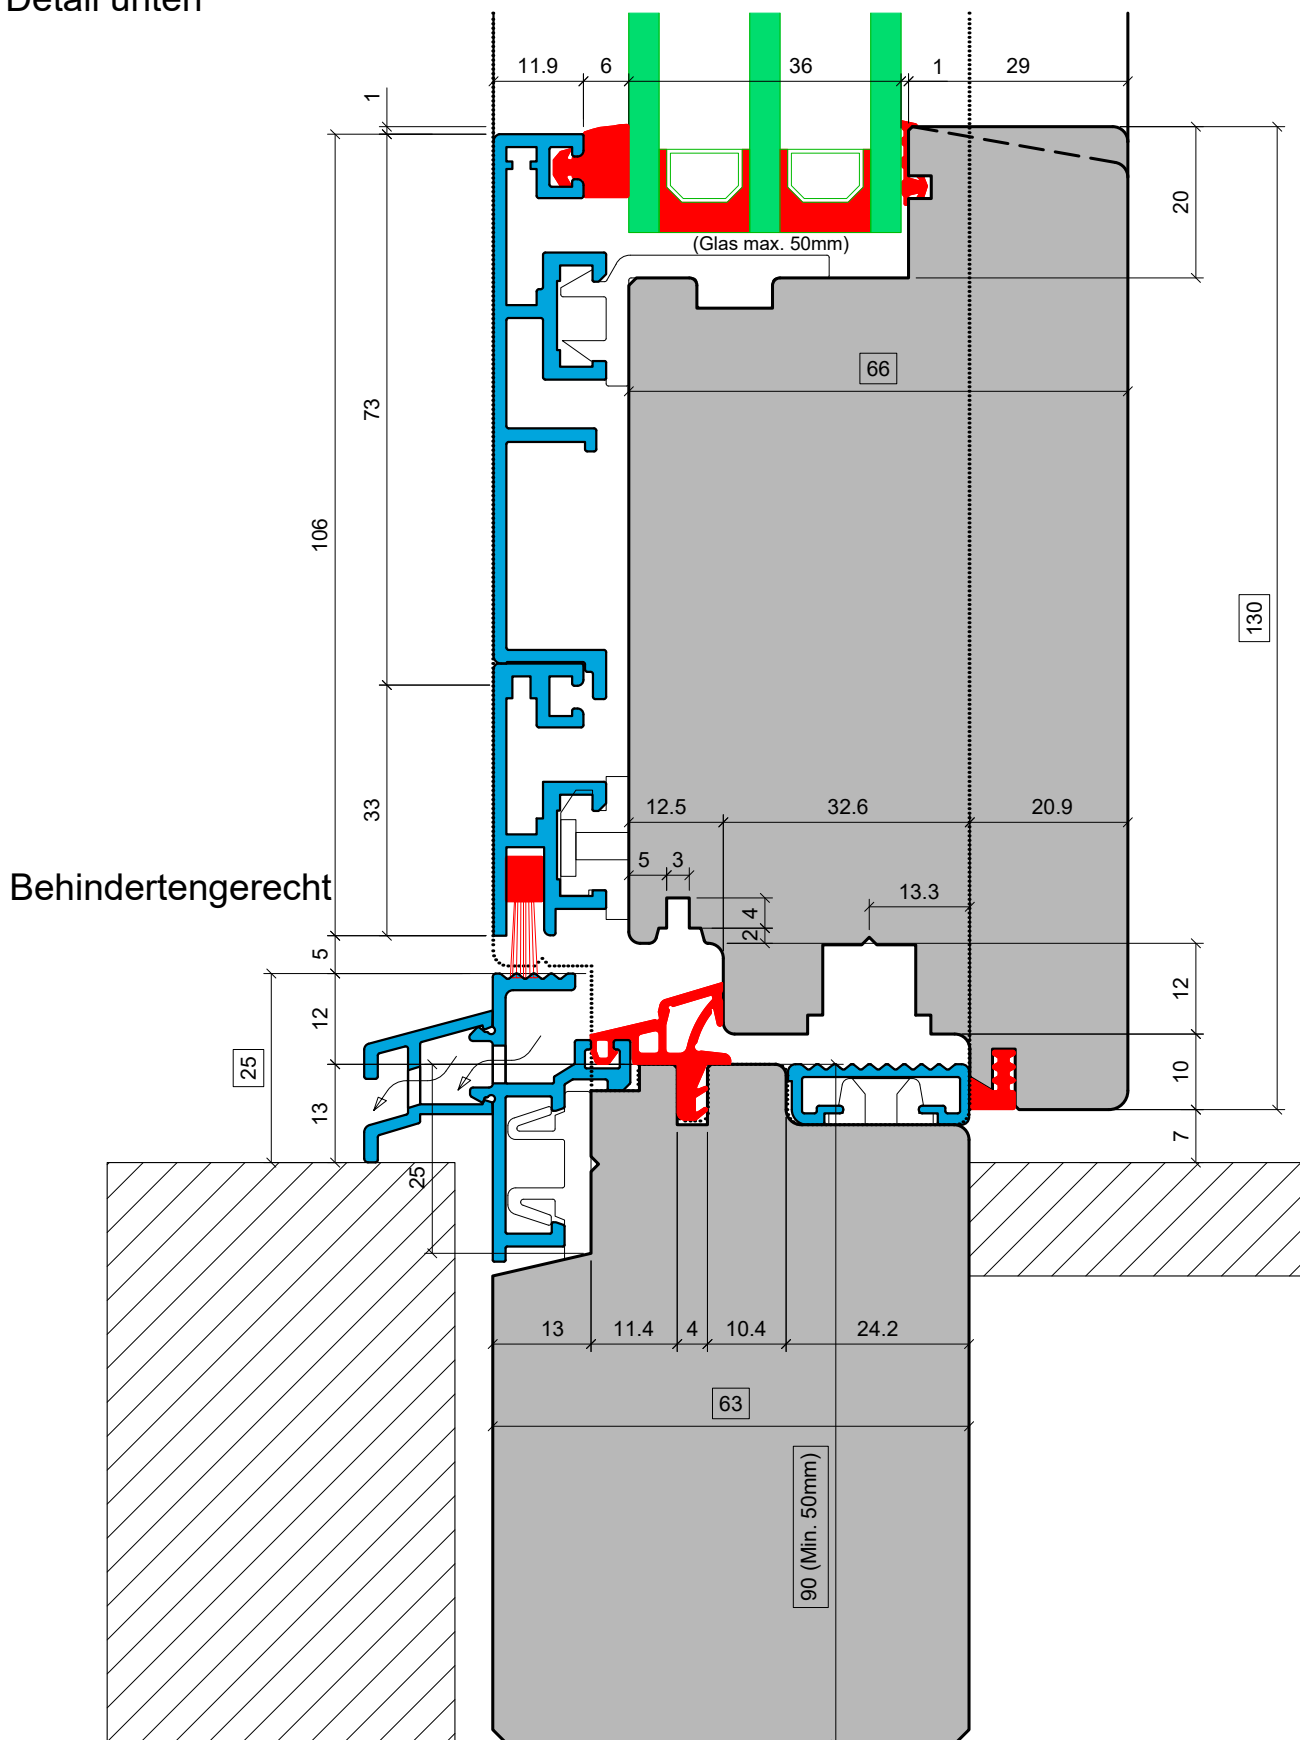 Detail unten
11.9 6 36 1 29
1
20
(Glas max. 50mm)
66
73
106
130
33
12.5 32.6 20.9
5 3
13.3
Behindertengerecht
4
2
5
12
12
25
10
13
7
25
13 11.4 4 10.4 24.2
63
90 (Min. 50mm)